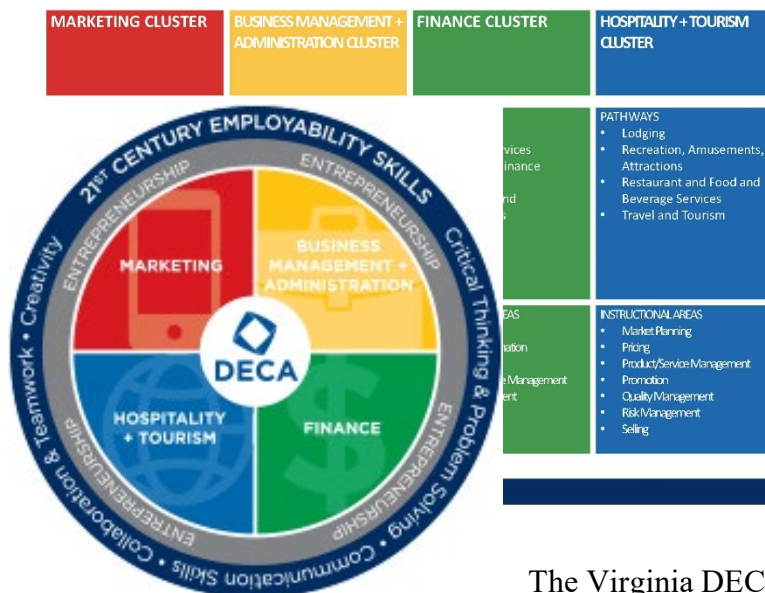 MARKETING CLUSTER
BUSINESS MANAGEMENT +
ADMINISTRATION CLUSTER
FINANCE CLUSTER
HOSPITALITY + TOURISM
CLUSTER
21ST CENTURY EMPLOYABILITY SKILLS
Critical Thinking & Problem Solving • Communication Skills • Collaboration & Teamwork • Creativity
ENTREPRENEURSHIP
ENTREPRENEURSHIP
ENTREPRENEURSHIP
ENTREPRENEURSHIP
MARKETING
BUSINESS
MANAGEMENT +
ADMINISTRATION
DECA
HOSPITALITY
+ TOURISM
FINANCE
PATHWAYS
• Lodging
• Recreation, Amusements,
Attractions
• Restaurant and Food and
Beverage Services
• Travel and Tourism
INSTRUCTIONAL AREAS
• Market Planning
• Pricing
• Product/Service Management
• Promotion
• Quality Management
• Risk Management
• Selling
The Virginia DEC